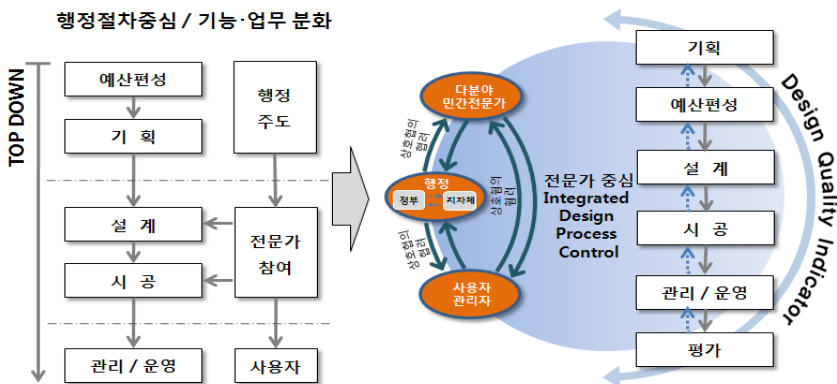 행정절차중심 / 기능·업무 분화
TOP DOWN
예산편성
기 획
설 계
시 공
관리 / 운영
행정
주도
전문가
참여
사용자
다분야
민간전문가
상호협의
협력
행정
정부
지자체
상호협의
협력
상호협의
협력
사용자
관리자
전문가 중심
Integrated
Design
Process
Control
기획
예산편성
설 계
시 공
관리 / 운영
평가
Design Quality Indicator